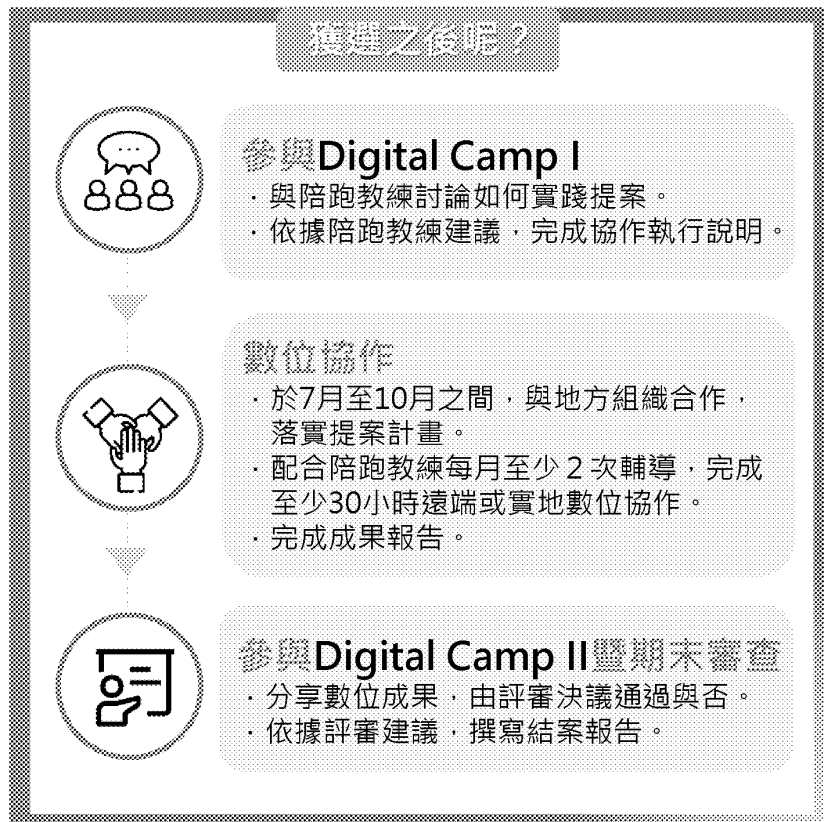 獲選之後呢？
參與Digital Camp I
·與陪跑教練討論如何實踐提案。
·依據陪跑教練建議，完成協作執行說明。
數位協作
·於7月至10月之間，與地方組織合作，
落實提案計畫。
·配合陪跑教練每月至少2次輔導，完成
至少30小時遠端或實地數位協作。
·完成成果報告。
參與Digital Camp II暨期末審查
·分享數位成果，由評審決議通過與否。
·依據評審建議，撰寫結案報告。